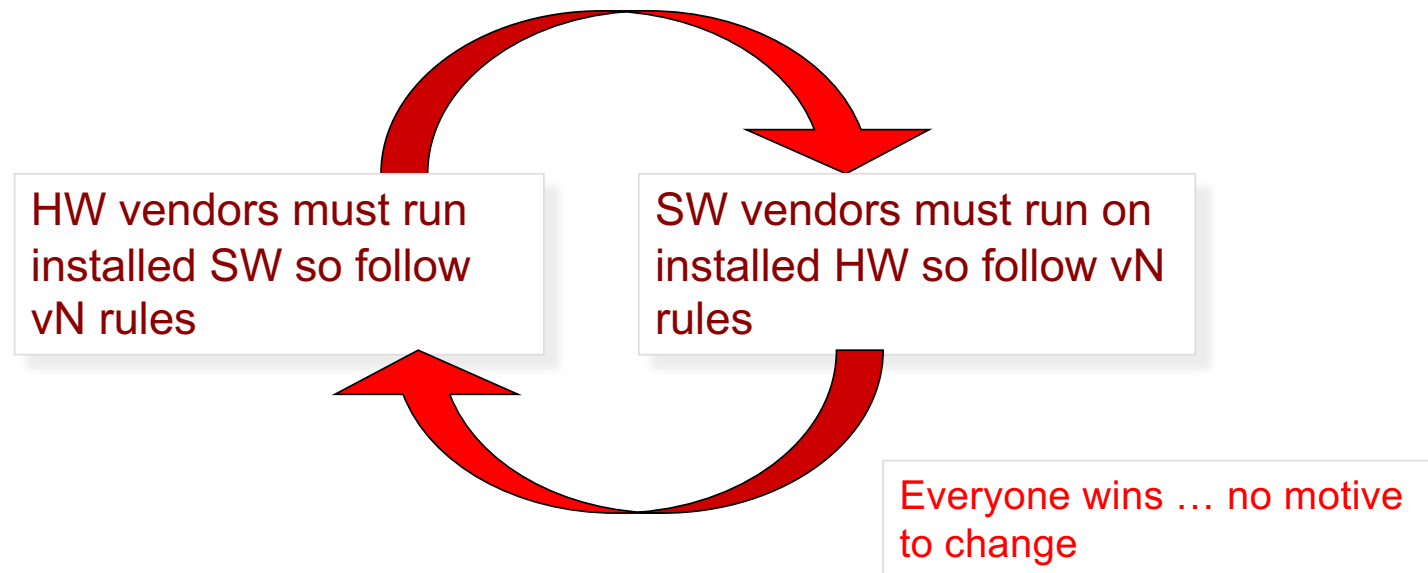 HW vendors must run
installed SW so follow
vN rules
SW vendors must run on
installed HW so follow vN
rules
Everyone wins … no motive
to change